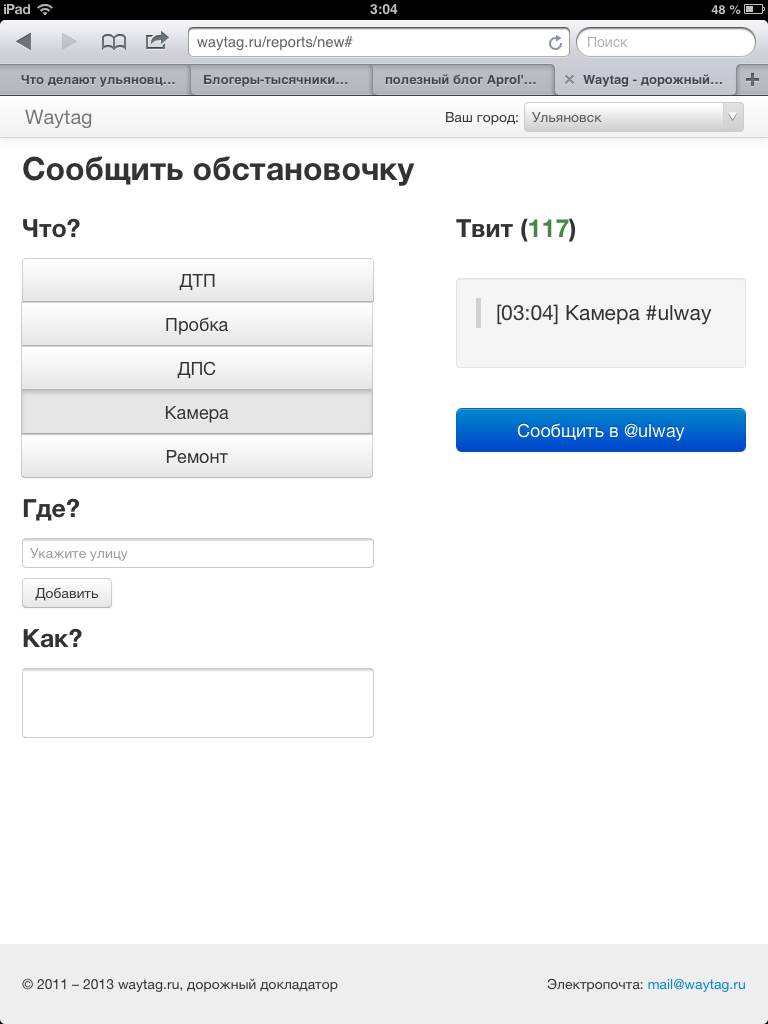 iPad 3:04 48 %
waytag.ru/reports/new# Поиск
Что делают ульяновц... Блогеры-тысячники... полезный блог Aprol'... Waytag - дорожный...
Waytag Ваш город: Ульяновск
Сообщить обстановочку
Что?
ДТП
Пробка
ДПС
Камера
Ремонт
Где?
Укажите улицу
Добавить
Как?
Твит (117)
[03:04] Камера #ulway
Сообщить в @ulway
© 2011 – 2013 waytag.ru, дорожный докладатор Электропочта: mail@waytag.ru